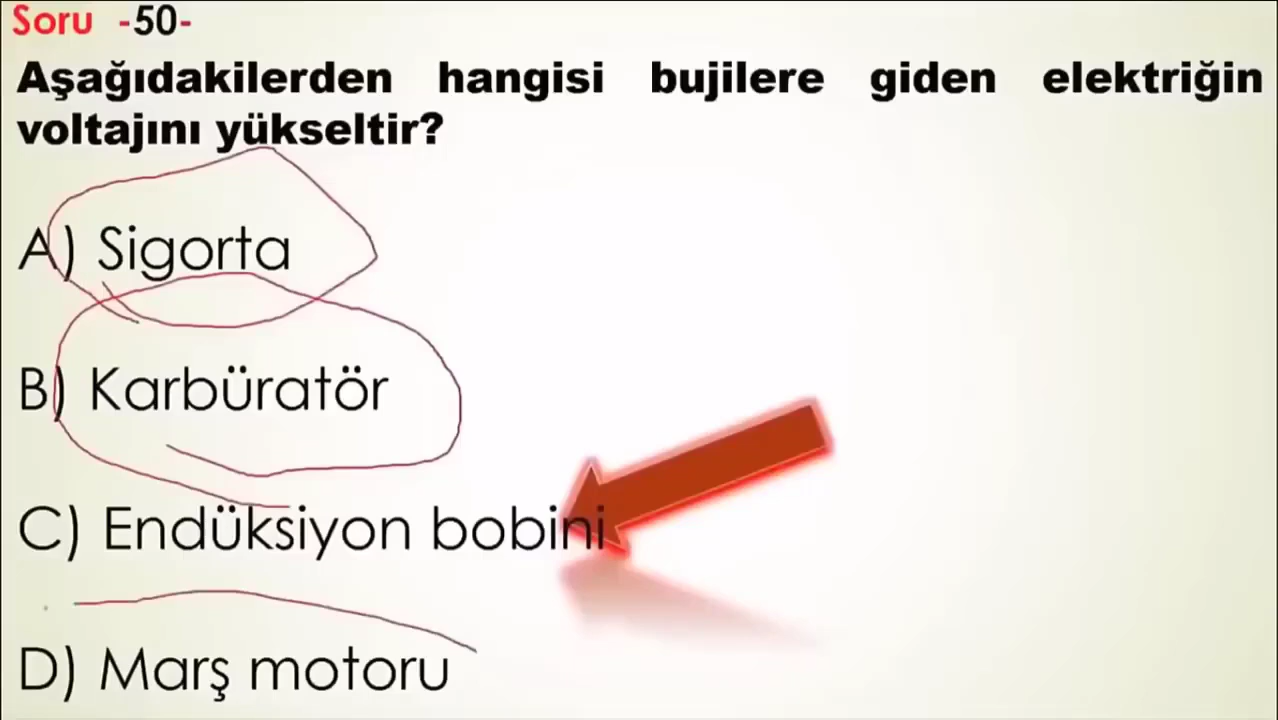 Soru -50-
Aşağıdakilerden hangisi bujilere giden elektriğin
voltajını yükseltir?
A) Sigorta
B) Karbüratör
C) Endüksiyon bobini
D) Marş motoru